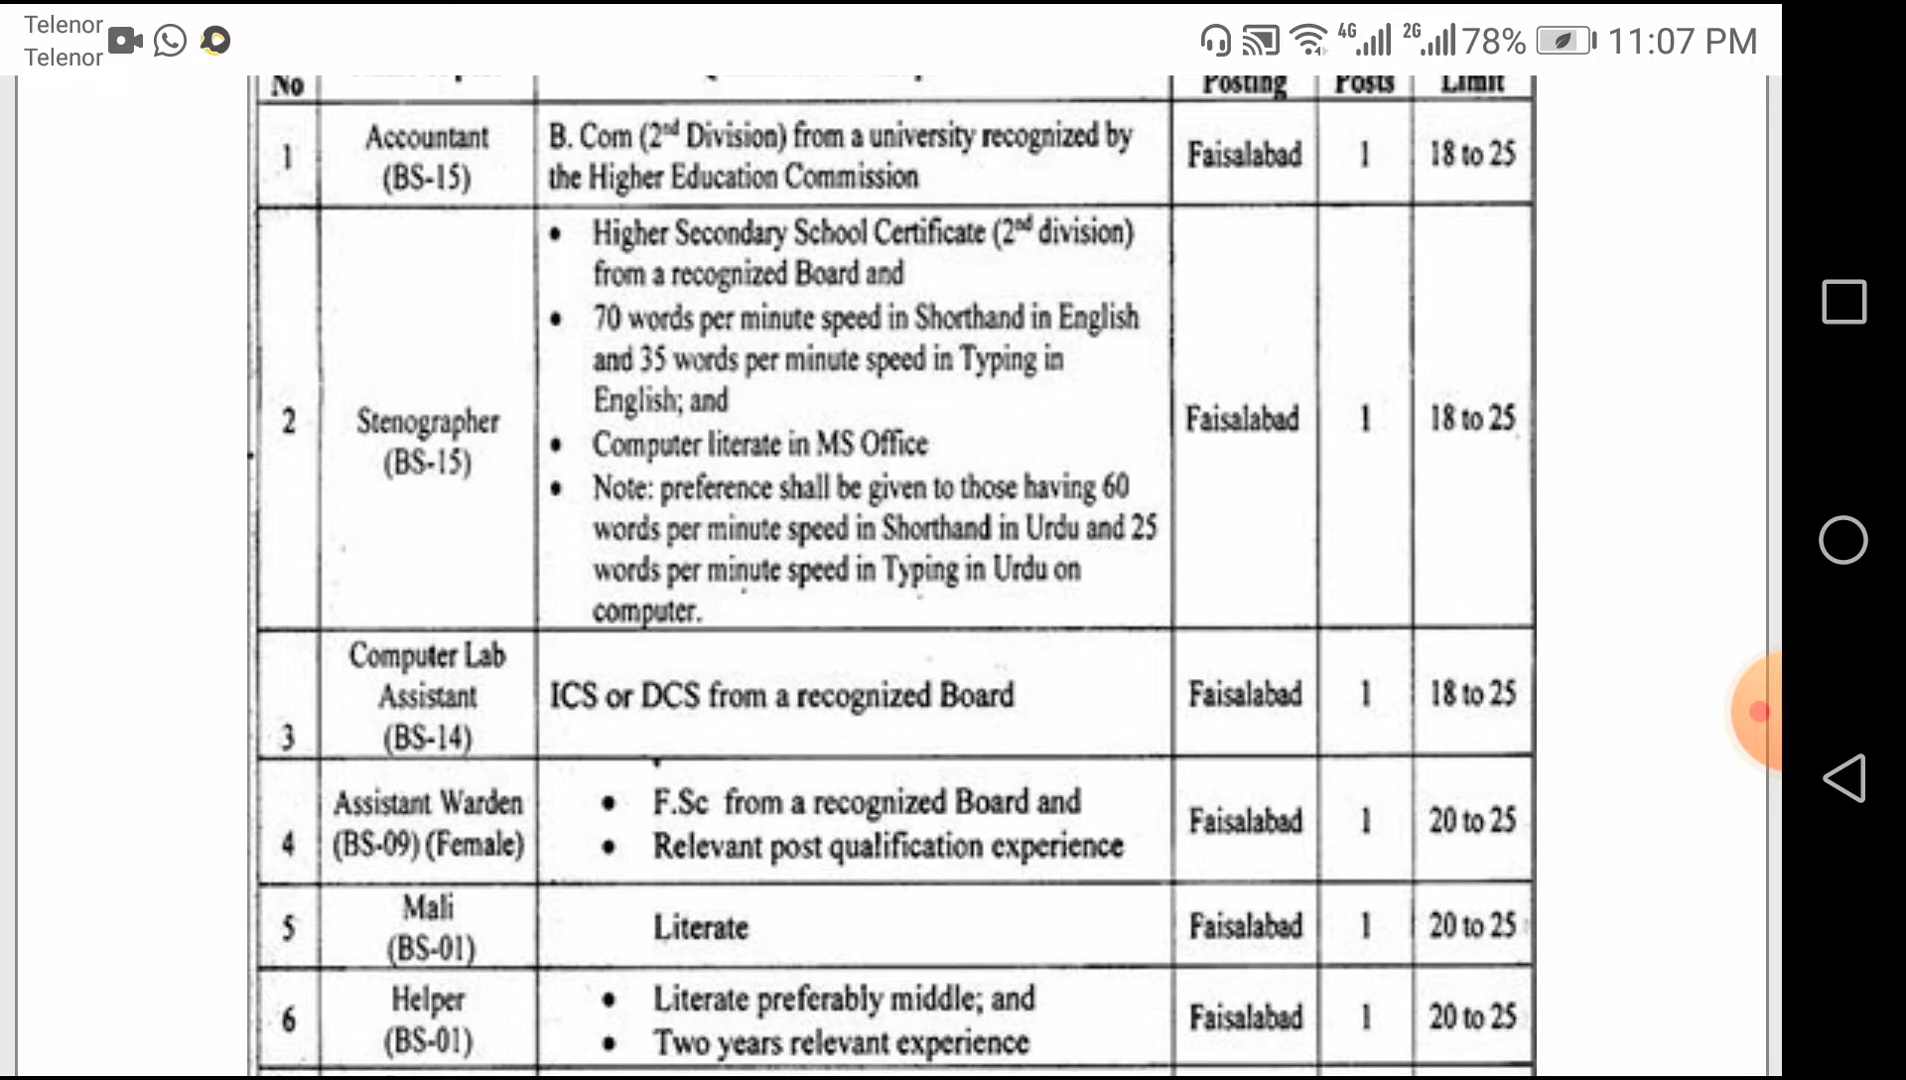 Telenor
Telenor
4G 2G 78% 11:07 PM
No Posting Posts Limit
1
Accountant
(BS-15)
B. Com (2nd Division) from a university recognized by
the Higher Education Commission
Faisalabad 1 18 to 25
2
Stenographer
(BS-15)
• Higher Secondary School Certificate (2nd division)
from a recognized Board and
• 70 words per minute speed in Shorthand in English
and 35 words per minute speed in Typing in
English; and
• Computer literate in MS Office
• Note: preference shall be given to those having 60
words per minute speed in Shorthand in Urdu and 25
words per minute speed in Typing in Urdu on
computer.
Faisalabad 1 18 to 25
3
Computer Lab
Assistant
(BS-14)
ICS or DCS from a recognized Board
Faisalabad 1 18 to 25
4
Assistant Warden
(BS-09) (Female)
• F.Sc from a recognized Board and
• Relevant post qualification experience
Faisalabad 1 20 to 25
5
Mali
(BS-01)
Literate
Faisalabad 1 20 to 25
6
Helper
(BS-01)
• Literate preferably middle; and
• Two years relevant experience
Faisalabad 1 20 to 25